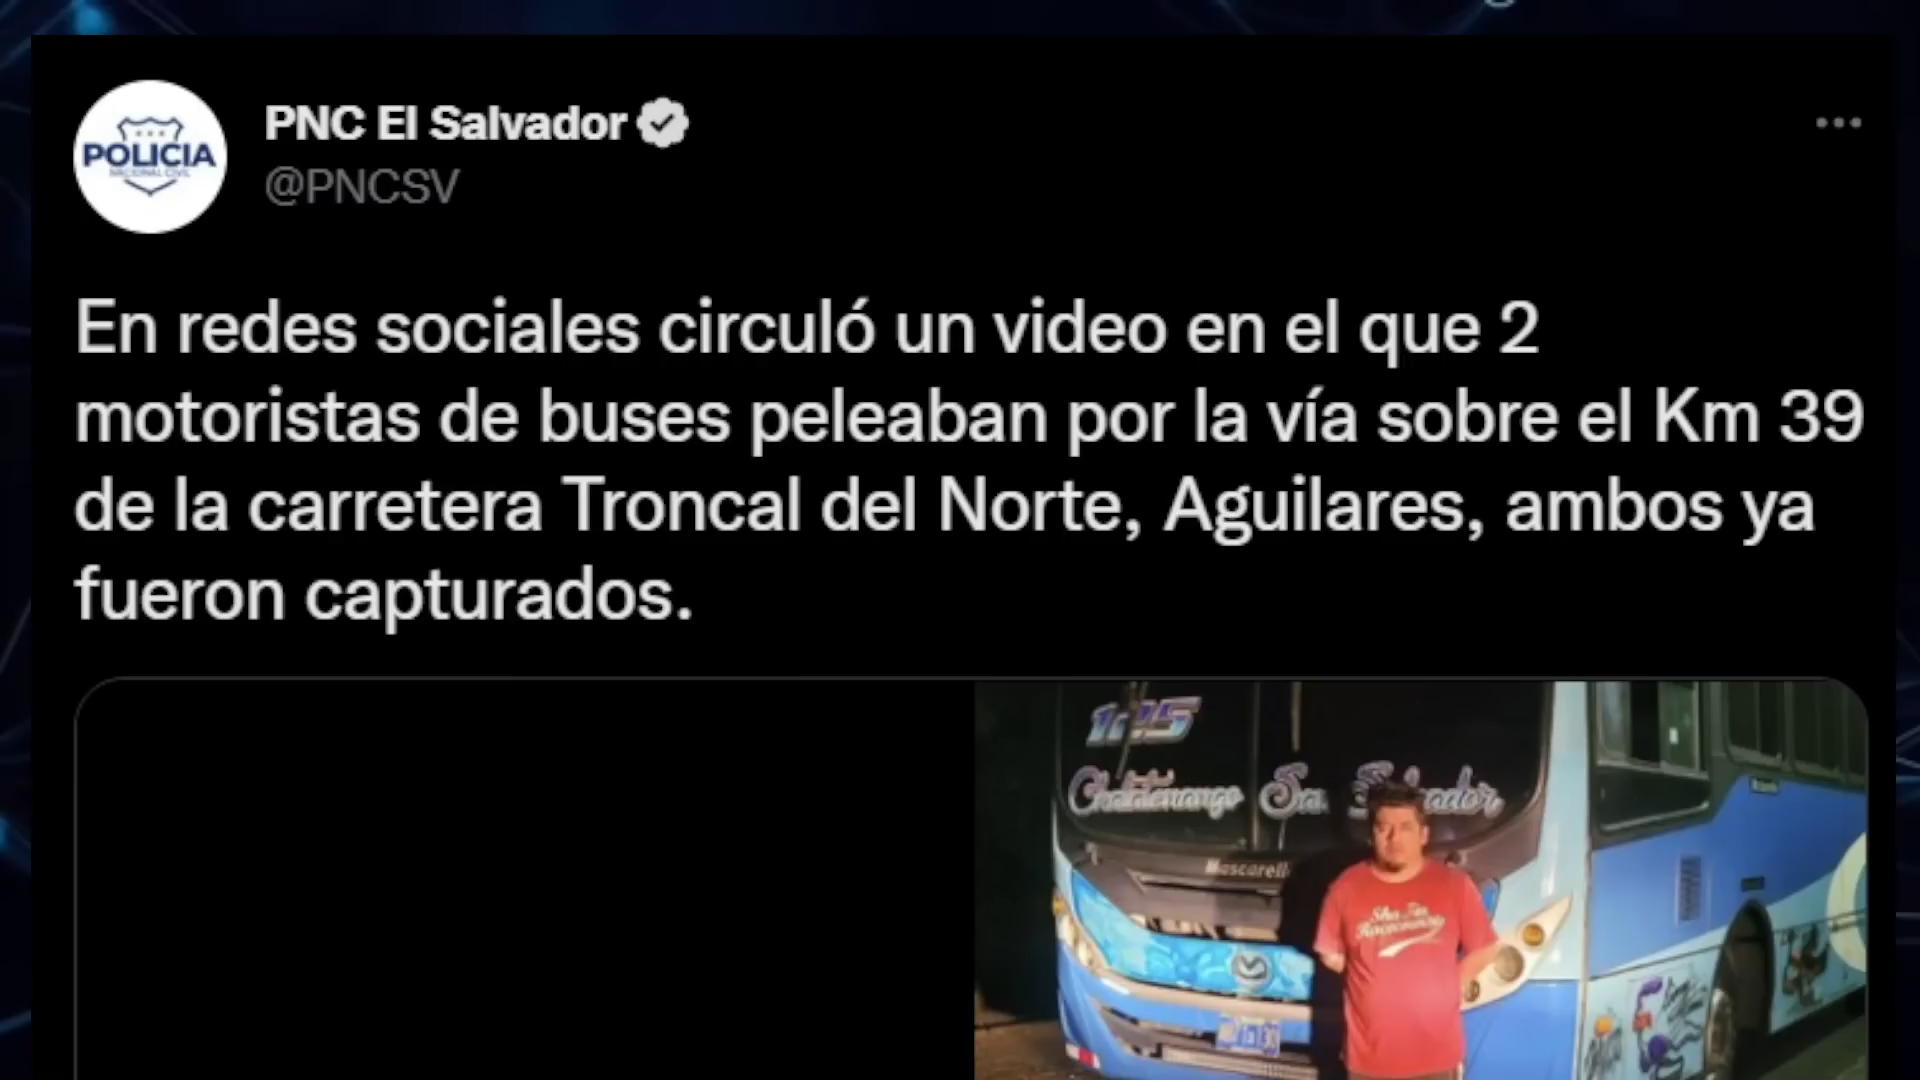 POLICIA
NACIONAL CIVIL
PNC El Salvador
@PNCSV
En redes sociales circuló un video en el que 2
motoristas de buses peleaban por la vía sobre el Km 39
de la carretera Troncal del Norte, Aguilares, ambos ya
fueron capturados.
Chalatenango